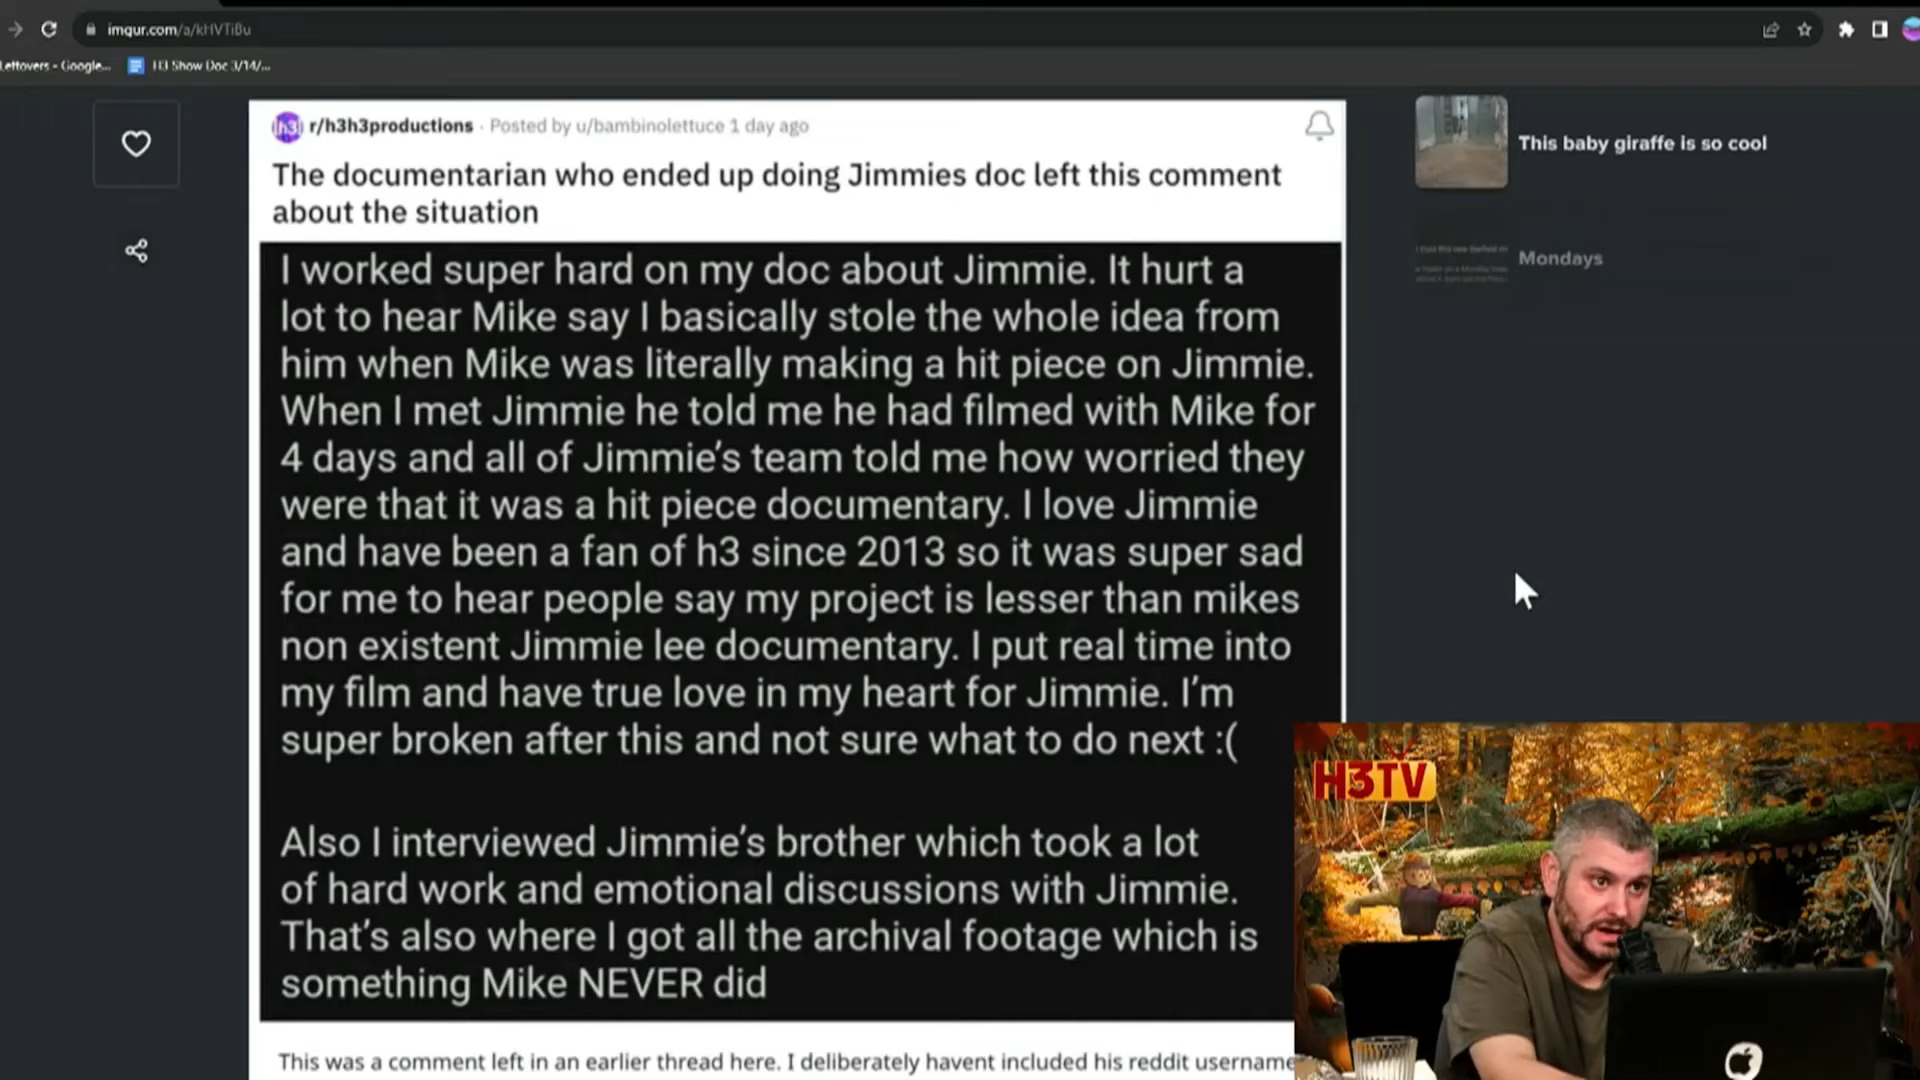 imgur.com/a/kHVTiBu
Leftovers - Google...
H3 Show Doc 3/14/...
h3
r/h3h3productions · Posted by u/bambinolettuce 1 day ago
The documentarian who ended up doing Jimmies doc left this comment
about the situation
I worked super hard on my doc about Jimmie. It hurt a
lot to hear Mike say I basically stole the whole idea from
him when Mike was literally making a hit piece on Jimmie.
When I met Jimmie he told me he had filmed with Mike for
4 days and all of Jimmie's team told me how worried they
were that it was a hit piece documentary. I love Jimmie
and have been a fan of h3 since 2013 so it was super sad
for me to hear people say my project is lesser than mikes
non existent Jimmie lee documentary. I put real time into
my film and have true love in my heart for Jimmie. I'm
super broken after this and not sure what to do next :(
Also I interviewed Jimmie's brother which took a lot
of hard work and emotional discussions with Jimmie.
That's also where I got all the archival footage which is
something Mike NEVER did
This was a comment left in an earlier thread here. I deliberately havent included his reddit username
This baby giraffe is so cool
Mondays
H3TV